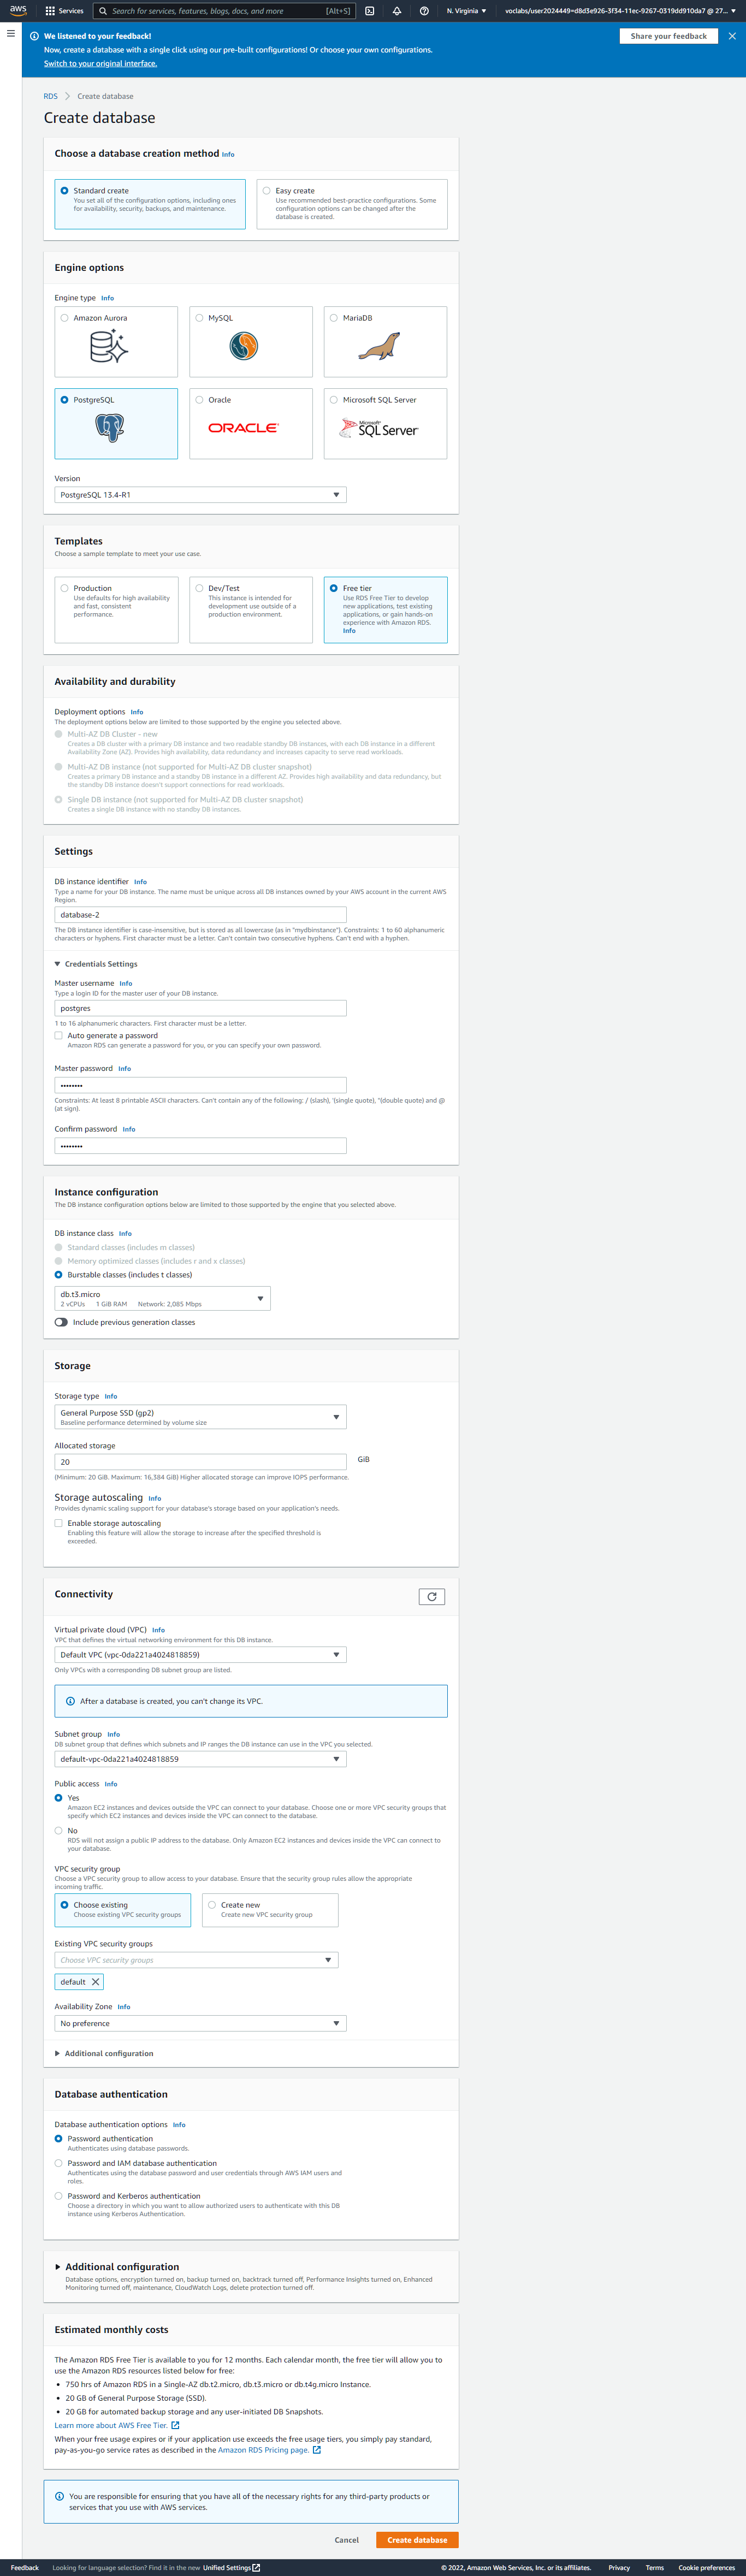 aws
Services
Search for services, features, blogs, docs, and more
[Alt+S]
N. Virginia
voclabs/user2024449=d8d3e926-3f34-11ec-9267-0319dd910da7 @ 27...
We listened to your feedback!
Now, create a database with a single click using our pre-built configurations! Or choose your own configurations.
Switch to your original interface.
Share your feedback
RDS > Create database
Create database
Choose a database creation method Info
Standard create
You set all of the configuration options, including ones
for availability, security, backups, and maintenance.
Easy create
Use recommended best-practice configurations. Some
configuration options can be changed after the
database is created.
Engine options
Engine type Info
Amazon Aurora
MySQL
MariaDB
PostgreSQL
Oracle
ORACLE
Microsoft SQL Server
Microsoft
SQL Server
Version
PostgreSQL 13.4-R1
Templates
Choose a sample template to meet your use case.
Production
Use defaults for high availability
and fast, consistent
performance.
Dev/Test
This instance is intended for
development use outside of a
production environment.
Free tier
Use RDS Free Tier to develop
new applications, test existing
applications, or gain hands-on
experience with Amazon RDS.
Info
Availability and durability
Deployment options Info
The deployment options below are limited to those supported by the engine you selected above.
Multi-AZ DB Cluster - new
Creates a DB cluster with a primary DB instance and two readable standby DB instances, with each DB instance in a different
Availability Zone (AZ). Provides high availability, data redundancy and increases capacity to serve read workloads.
Multi-AZ DB instance (not supported for Multi-AZ DB cluster snapshot)
Creates a primary DB instance and a standby DB instance in a different AZ. Provides high availability and data redundancy, but
the standby DB instance doesn't support connections for read workloads.
Single DB instance (not supported for Multi-AZ DB cluster snapshot)
Creates a single DB instance with no standby DB instances.
Settings
DB instance identifier Info
Type a name for your DB instance. The name must be unique across all DB instances owned by your AWS account in the current AWS
Region.
database-2
The DB instance identifier is case-insensitive, but is stored as all lowercase (as in "mydbinstance"). Constraints: 1 to 60 alphanumeric
characters or hyphens. First character must be a letter. Can't contain two consecutive hyphens. Can't end with a hyphen.
Credentials Settings
Master username Info
Type a login ID for the master user of your DB instance.
postgres
1 to 16 alphanumeric characters. First character must be a letter.
Auto generate a password
Amazon RDS can generate a password for you, or you can specify your own password.
Master password Info
••••••••
Constraints: At least 8 printable ASCII characters. Can't contain any of the following: / (slash), '(single quote), "(double quote) and @
(at sign).
Confirm password Info
••••••••
Instance configuration
The DB instance configuration options below are limited to those supported by the engine that you selected above.
DB instance class Info
Standard classes (includes m classes)
Memory optimized classes (includes r and x classes)
Burstable classes (includes t classes)
db.t3.micro
2 vCPUs 1 GiB RAM Network: 2,085 Mbps
Include previous generation classes
Storage
Storage type Info
General Purpose SSD (gp2)
Baseline performance determined by volume size
Allocated storage
20
GiB
(Minimum: 20 GiB. Maximum: 16,384 GiB) Higher allocated storage can improve IOPS performance.
Storage autoscaling Info
Provides dynamic scaling support for your database's storage based on your application's needs.
Enable storage autoscaling
Enabling this feature will allow the storage to increase after the specified threshold is
exceeded.
Connectivity
Virtual private cloud (VPC) Info
VPC that defines the virtual networking environment for this DB instance.
Default VPC (vpc-0da221a4024818859)
Only VPCs with a corresponding DB subnet group are listed.
After a database is created, you can't change its VPC.
Subnet group Info
DB subnet group that defines which subnets and IP ranges the DB instance can use in the VPC you selected.
default-vpc-0da221a4024818859
Public access Info
Yes
Amazon EC2 instances and devices outside the VPC can connect to your database. Choose one or more VPC security groups that
specify which EC2 instances and devices inside the VPC can connect to the database.
No
RDS will not assign a public IP address to the database. Only Amazon EC2 instances and devices inside the VPC can connect to
your database.
VPC security group
Choose a VPC security group to allow access to your database. Ensure that the security group rules allow the appropriate
incoming traffic.
Choose existing
Choose existing VPC security groups
Create new
Create new VPC security group
Existing VPC security groups
Choose VPC security groups
default
Availability Zone Info
No preference
Additional configuration
Database authentication
Database authentication options Info
Password authentication
Authenticates using database passwords.
Password and IAM database authentication
Authenticates using the database password and user credentials through AWS IAM users and
roles.
Password and Kerberos authentication
Choose a directory in which you want to allow authorized users to authenticate with this DB
instance using Kerberos Authentication.
Additional configuration
Database options, encryption turned on, backup turned on, backtrack turned off, Performance Insights turned on, Enhanced
Monitoring turned off, maintenance, CloudWatch Logs, delete protection turned off.
Estimated monthly costs
The Amazon RDS Free Tier is available to you for 12 months. Each calendar month, the free tier will allow you to
use the Amazon RDS resources listed below for free:
• 750 hrs of Amazon RDS in a Single-AZ db.t2.micro, db.t3.micro or db.t4g.micro Instance.
• 20 GB of General Purpose Storage (SSD).
• 20 GB for automated backup storage and any user-initiated DB Snapshots.
Learn more about AWS Free Tier.
When your free usage expires or if your application use exceeds the free usage tiers, you simply pay standard,
pay-as-you-go service rates as described in the Amazon RDS Pricing page.
You are responsible for ensuring that you have all of the necessary rights for any third-party products or
services that you use with AWS services.
Cancel
Create database
Feedback
Looking for language selection? Find it in the new Unified Settings
© 2022, Amazon Web Services, Inc. or its affiliates.
Privacy
Terms
Cookie preferences